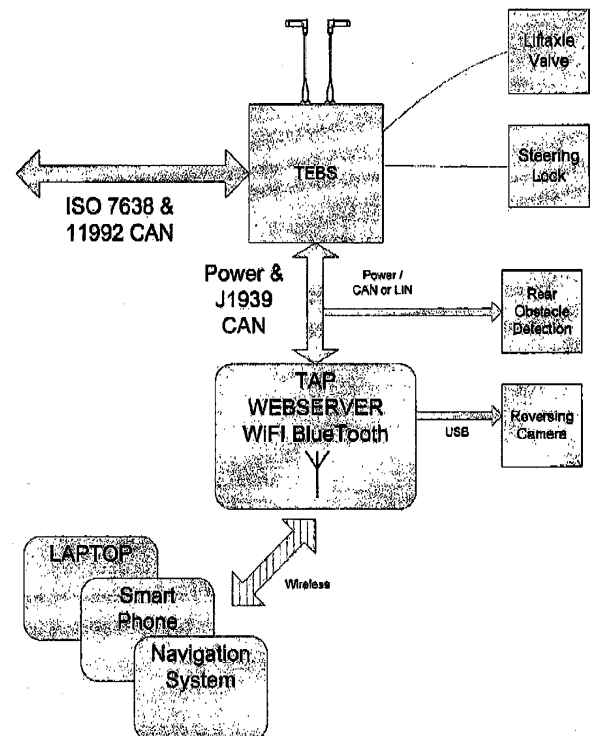 Liftaxle
Valve
TEBS
Steering
Lock
ISO 7638 &
11992 CAN
Power &
J1939
CAN
Power /
CAN or LIN
Rear
Obstacle
Detection
TAP
WEBSERVER
WIFI BlueTooth
USB
Reversing
Camera
Wireless
LAPTOP
Smart
Phone
Navigation
System